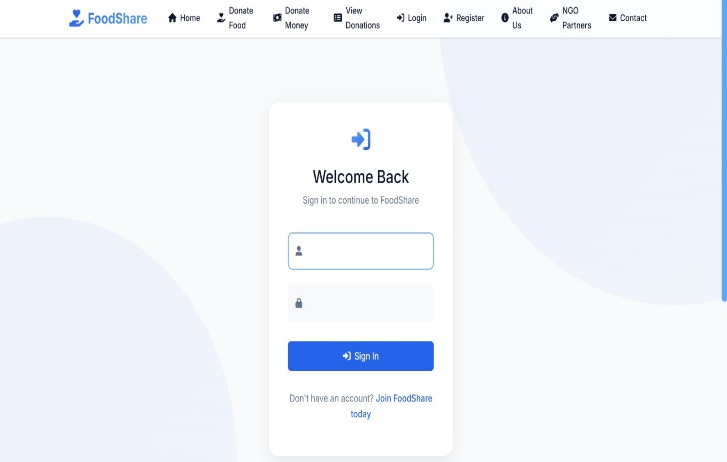 FoodShare
Home
Donate
Food
Donate
Money
View
Donations
Login
Register
About
Us
NGO
Partners
Contact
Welcome Back
Sign in to continue to FoodShare
Sign In
Don't have an account? Join FoodShare
today